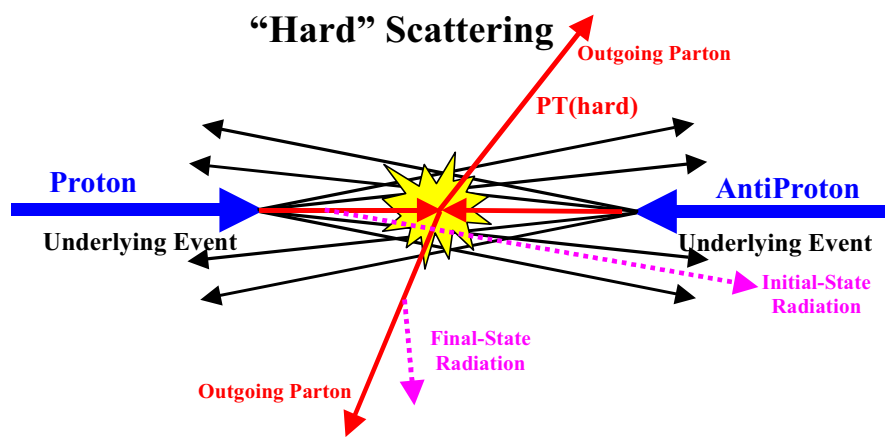 “Hard” Scattering
Outgoing Parton
PT(hard)
Proton
AntiProton
Underlying Event
Underlying Event
Initial-State
Radiation
Final-State
Radiation
Outgoing Parton